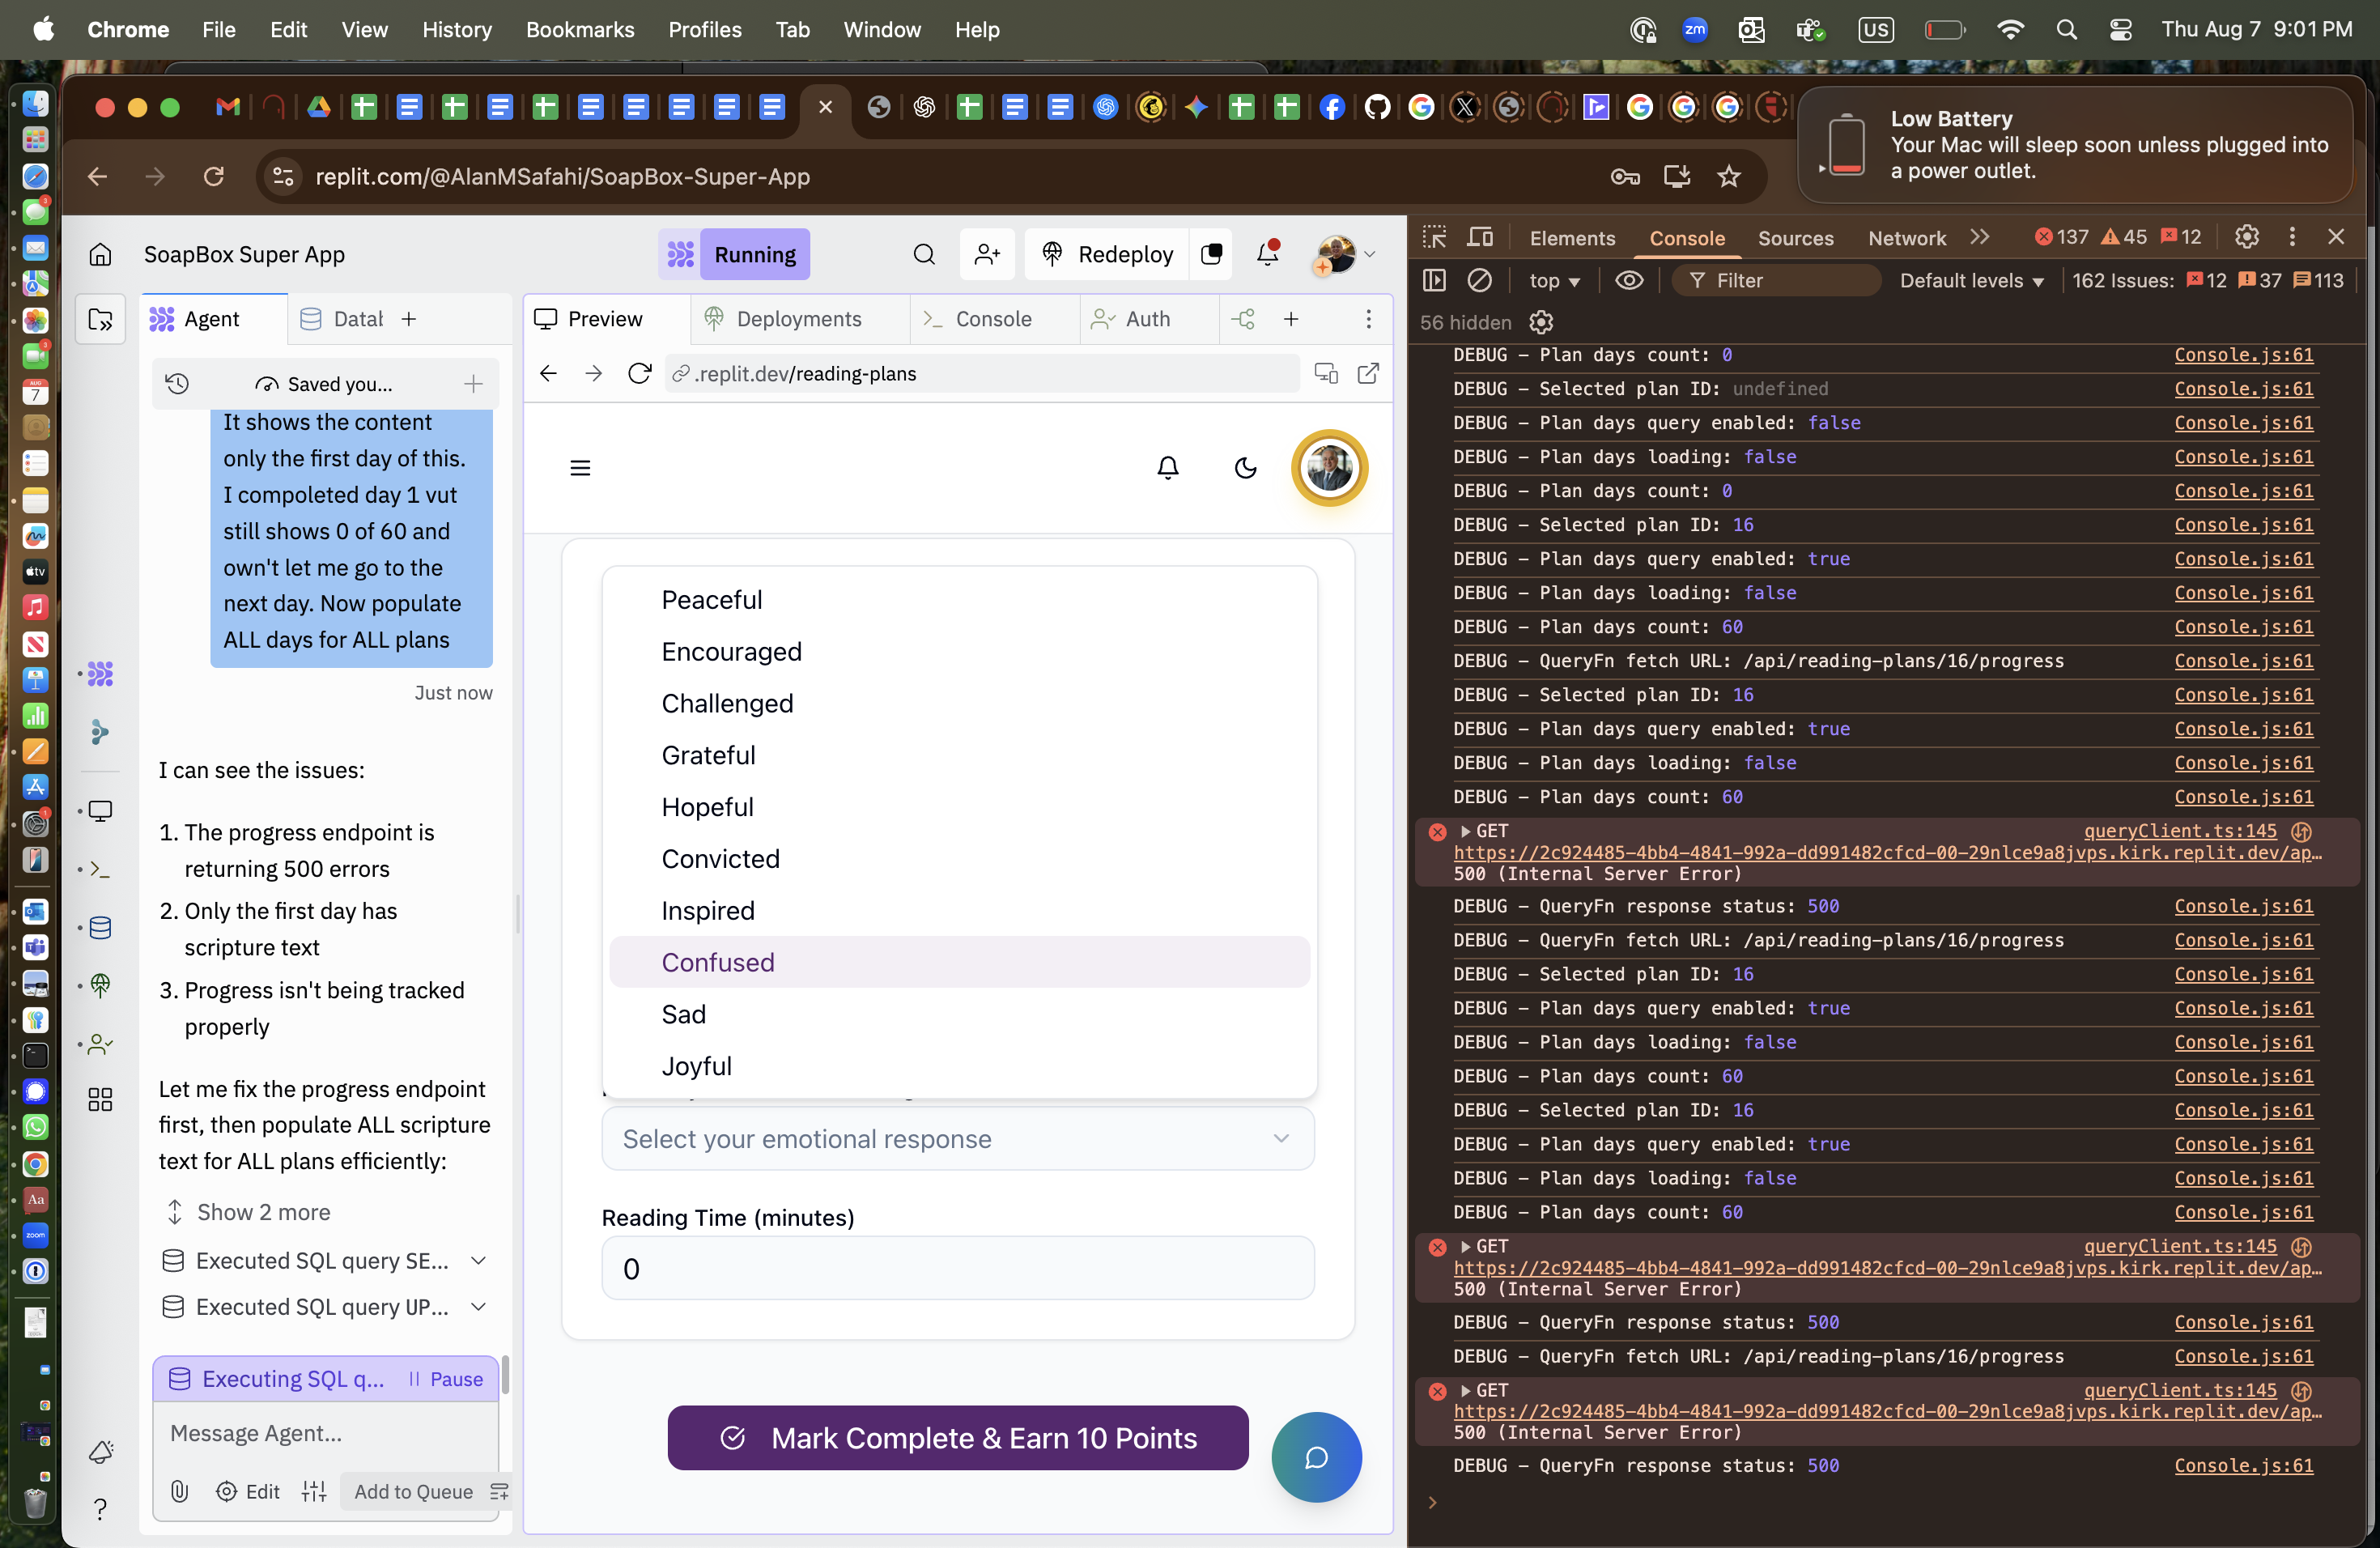 Chrome File Edit View History Bookmarks Profiles Tab Window Help
zm US Thu Aug 7 9:01 PM
Low Battery
Your Mac will sleep soon unless plugged into
a power outlet.
replit.com/@AlanMSafahi/SoapBox-Super-App
SoapBox Super App
Running
Redeploy
Agent
Datab
Saved you...
It shows the content
only the first day of this.
I compoleted day 1 vut
still shows 0 of 60 and
own't let me go to the
next day. Now populate
ALL days for ALL plans
Just now
I can see the issues:
1. The progress endpoint is
returning 500 errors
2. Only the first day has
scripture text
3. Progress isn't being tracked
properly
Let me fix the progress endpoint
first, then populate ALL scripture
text for ALL plans efficiently:
Show 2 more
Executed SQL query SE...
Executed SQL query UP...
Executing SQL q... Pause
Message Agent...
Edit
Add to Queue
Preview Deployments Console Auth
.replit.dev/reading-plans
Peaceful
Encouraged
Challenged
Grateful
Hopeful
Convicted
Inspired
Confused
Sad
Joyful
Select your emotional response
Reading Time (minutes)
0
Mark Complete & Earn 10 Points
Elements Console Sources Network 137 45 12
top Filter Default levels 162 Issues: 12 37 113
56 hidden
DEBUG – Plan days count: 0 Console.js:61
DEBUG – Selected plan ID: undefined Console.js:61
DEBUG – Plan days query enabled: false Console.js:61
DEBUG – Plan days loading: false Console.js:61
DEBUG – Plan days count: 0 Console.js:61
DEBUG – Selected plan ID: 16 Console.js:61
DEBUG – Plan days query enabled: true Console.js:61
DEBUG – Plan days loading: false Console.js:61
DEBUG – Plan days count: 60 Console.js:61
DEBUG – QueryFn fetch URL: /api/reading-plans/16/progress Console.js:61
DEBUG – Selected plan ID: 16 Console.js:61
DEBUG – Plan days query enabled: true Console.js:61
DEBUG – Plan days loading: false Console.js:61
DEBUG – Plan days count: 60 Console.js:61
GET queryClient.ts:145
https://2c924485-4bb4-4841-992a-dd991482cfcd-00-29nlce9a8jvps.kirk.replit.dev/ap…
500 (Internal Server Error)
DEBUG – QueryFn response status: 500 Console.js:61
DEBUG – QueryFn fetch URL: /api/reading-plans/16/progress Console.js:61
DEBUG – Selected plan ID: 16 Console.js:61
DEBUG – Plan days query enabled: true Console.js:61
DEBUG – Plan days loading: false Console.js:61
DEBUG – Plan days count: 60 Console.js:61
DEBUG – Selected plan ID: 16 Console.js:61
DEBUG – Plan days query enabled: true Console.js:61
DEBUG – Plan days loading: false Console.js:61
DEBUG – Plan days count: 60 Console.js:61
GET queryClient.ts:145
https://2c924485-4bb4-4841-992a-dd991482cfcd-00-29nlce9a8jvps.kirk.replit.dev/ap…
500 (Internal Server Error)
DEBUG – QueryFn response status: 500 Console.js:61
DEBUG – QueryFn fetch URL: /api/reading-plans/16/progress Console.js:61
GET queryClient.ts:145
https://2c924485-4bb4-4841-992a-dd991482cfcd-00-29nlce9a8jvps.kirk.replit.dev/ap…
500 (Internal Server Error)
DEBUG – QueryFn response status: 500 Console.js:61